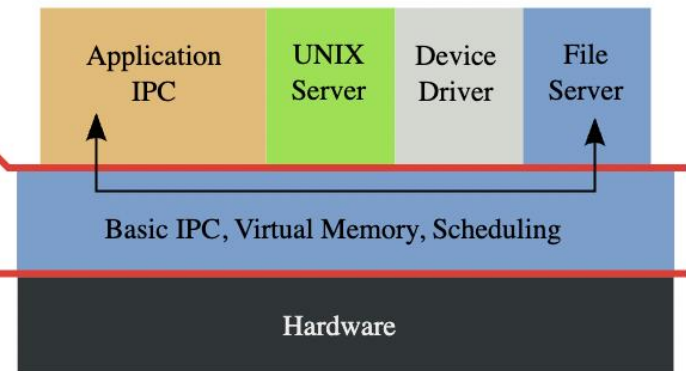 Application
IPC
UNIX
Server
Device
Driver
File
Server
Basic IPC, Virtual Memory, Scheduling
Hardware